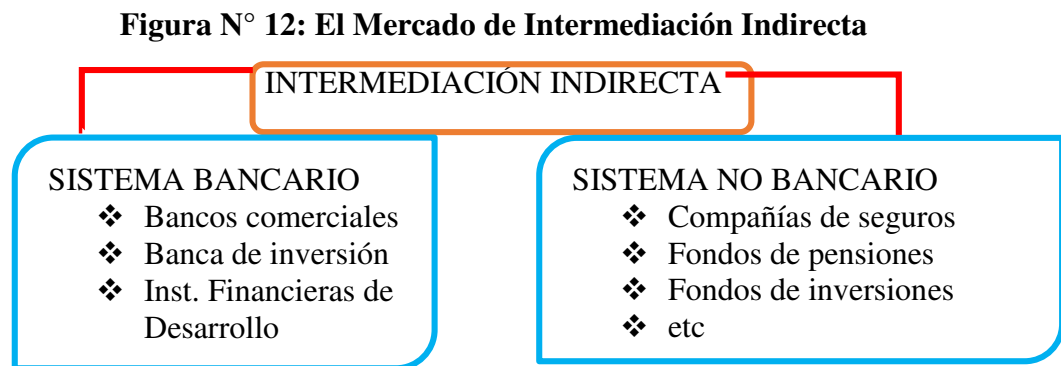 Figura N° 12: El Mercado de Intermediación Indirecta
INTERMEDIACIÓN INDIRECTA
SISTEMA BANCARIO
❖ Bancos comerciales
❖ Banca de inversión
❖ Inst. Financieras de
Desarrollo
SISTEMA NO BANCARIO
❖ Compañías de seguros
❖ Fondos de pensiones
❖ Fondos de inversiones
❖ etc